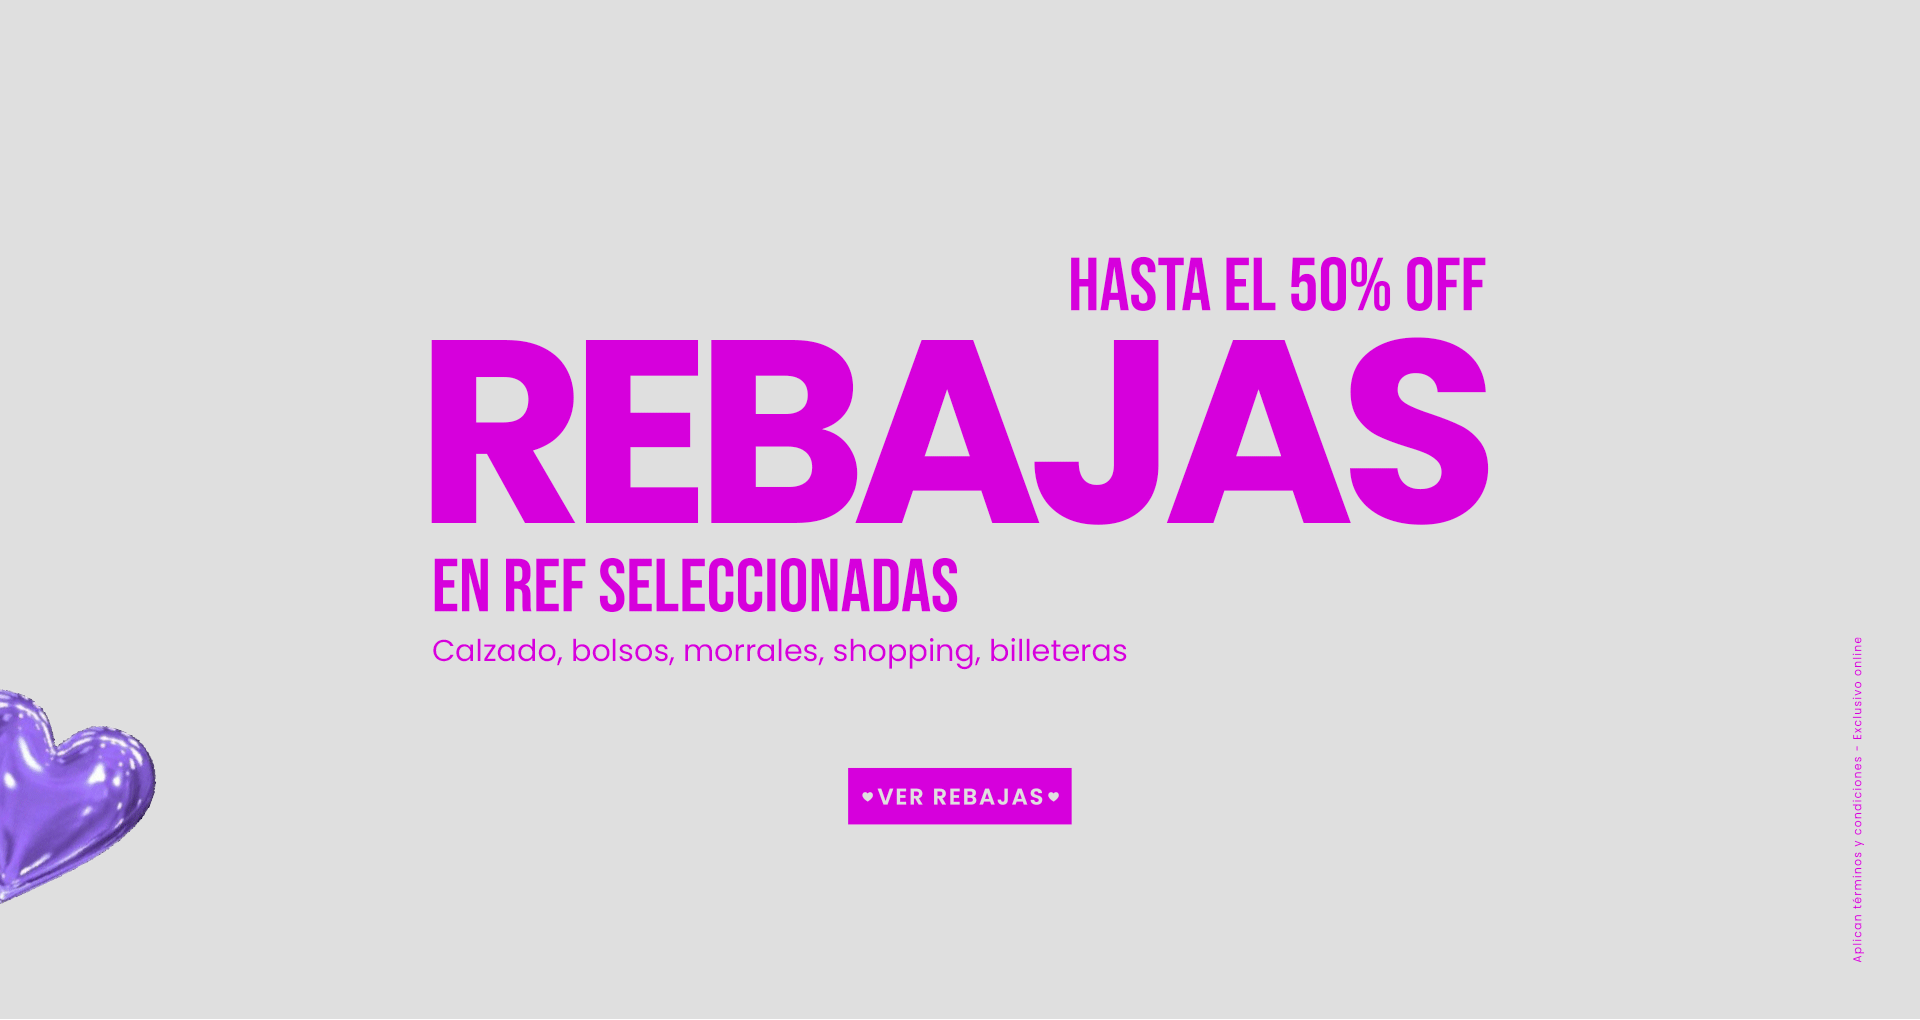 HASTA EL 50% OFF
REBAJAS
EN REF SELECCIONADAS
Calzado, bolsos, morrales, shopping, billeteras
VER REBAJAS
Aplican términos y condiciones - Exclusivo online